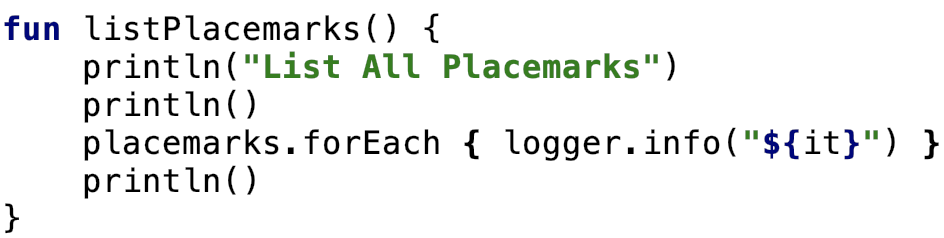 fun listPlacemarks() {
    println("List All Placemarks")
    println()
    placemarks.forEach { logger.info("${it}") }
    println()
}